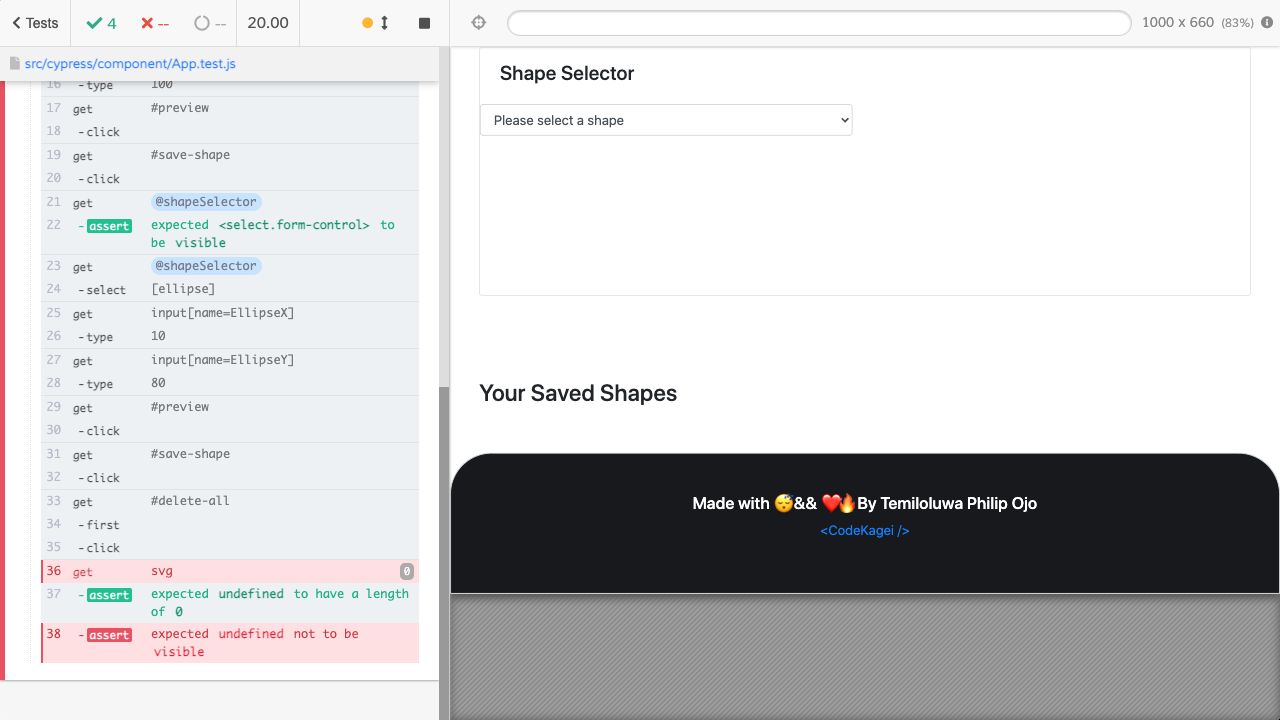 Tests
4
--
--
20.00
1000 x 660 (83%)
src/cypress/component/App.test.js
16 -type 100
17 get #preview
18 -click
19 get #save-shape
20 -click
21 get @shapeSelector
22 -assert expected <select.form-control> to
be visible
23 get @shapeSelector
24 -select [ellipse]
25 get input[name=EllipseX]
26 -type 10
27 get input[name=EllipseY]
28 -type 80
29 get #preview
30 -click
31 get #save-shape
32 -click
33 get #delete-all
34 -first
35 -click
36 get svg 0
37 -assert expected undefined to have a length
of 0
38 -assert expected undefined not to be
visible
Shape Selector
Please select a shape
Your Saved Shapes
Made with 😴&& ❤️🔥By Temiloluwa Philip Ojo
<CodeKagei />